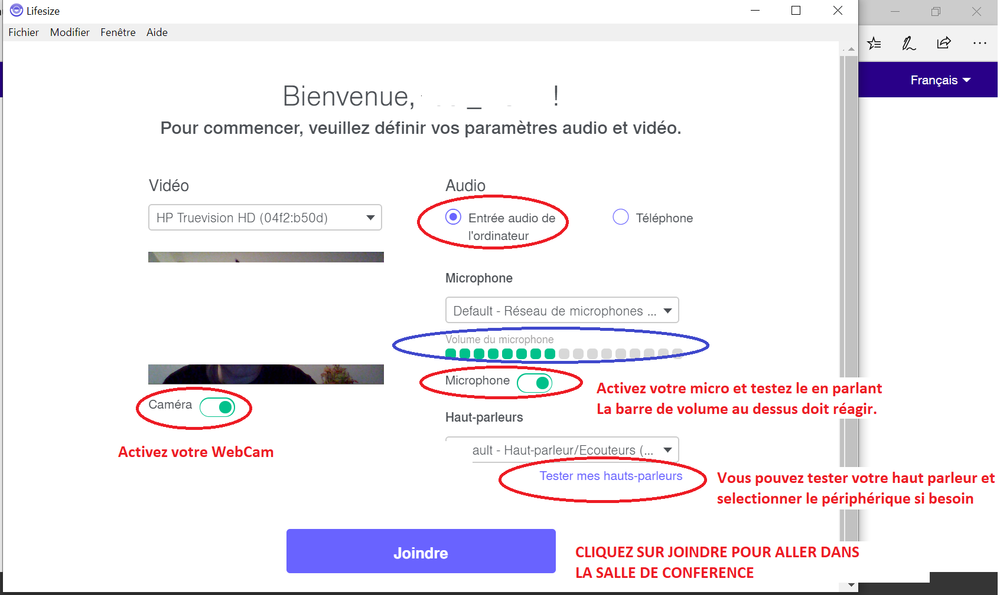 Lifesize
Fichier Modifier Fenêtre Aide
Français
Bienvenue, !
Pour commencer, veuillez définir vos paramètres audio et vidéo.
Vidéo
HP Truevision HD (04f2:b50d)
Caméra
Activez votre WebCam
Audio
Entrée audio de
l'ordinateur
Téléphone
Microphone
Default - Réseau de microphones ...
Volume du microphone
Microphone
Activez votre micro et testez le en parlant
La barre de volume au dessus doit réagir.
Haut-parleurs
ault - Haut-parleur/Ecouteurs (...
Tester mes hauts-parleurs
Vous pouvez tester votre haut parleur et
selectionner le périphérique si besoin
Joindre
CLIQUEZ SUR JOINDRE POUR ALLER DANS
LA SALLE DE CONFERENCE